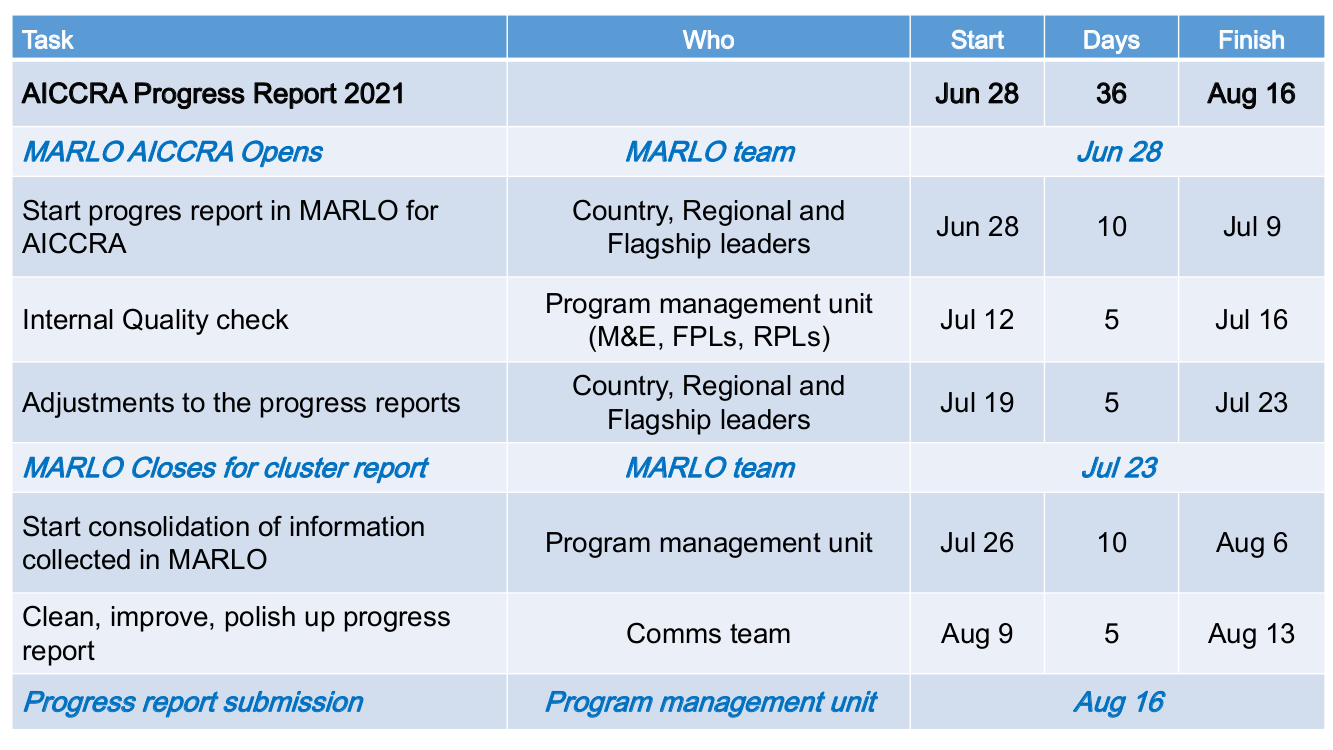 Task Who Start Days Finish
AICCRA Progress Report 2021 Jun 28 36 Aug 16
MARLO AICCRA Opens MARLO team Jun 28
Start progres report in MARLO for
AICCRA
Country, Regional and
Flagship leaders
Jun 28 10 Jul 9
Internal Quality check
Program management unit
(M&E, FPLs, RPLs)
Jul 12 5 Jul 16
Adjustments to the progress reports
Country, Regional and
Flagship leaders
Jul 19 5 Jul 23
MARLO Closes for cluster report MARLO team Jul 23
Start consolidation of information
collected in MARLO
Program management unit
Jul 26 10 Aug 6
Clean, improve, polish up progress
report
Comms team
Aug 9 5 Aug 13
Progress report submission Program management unit Aug 16